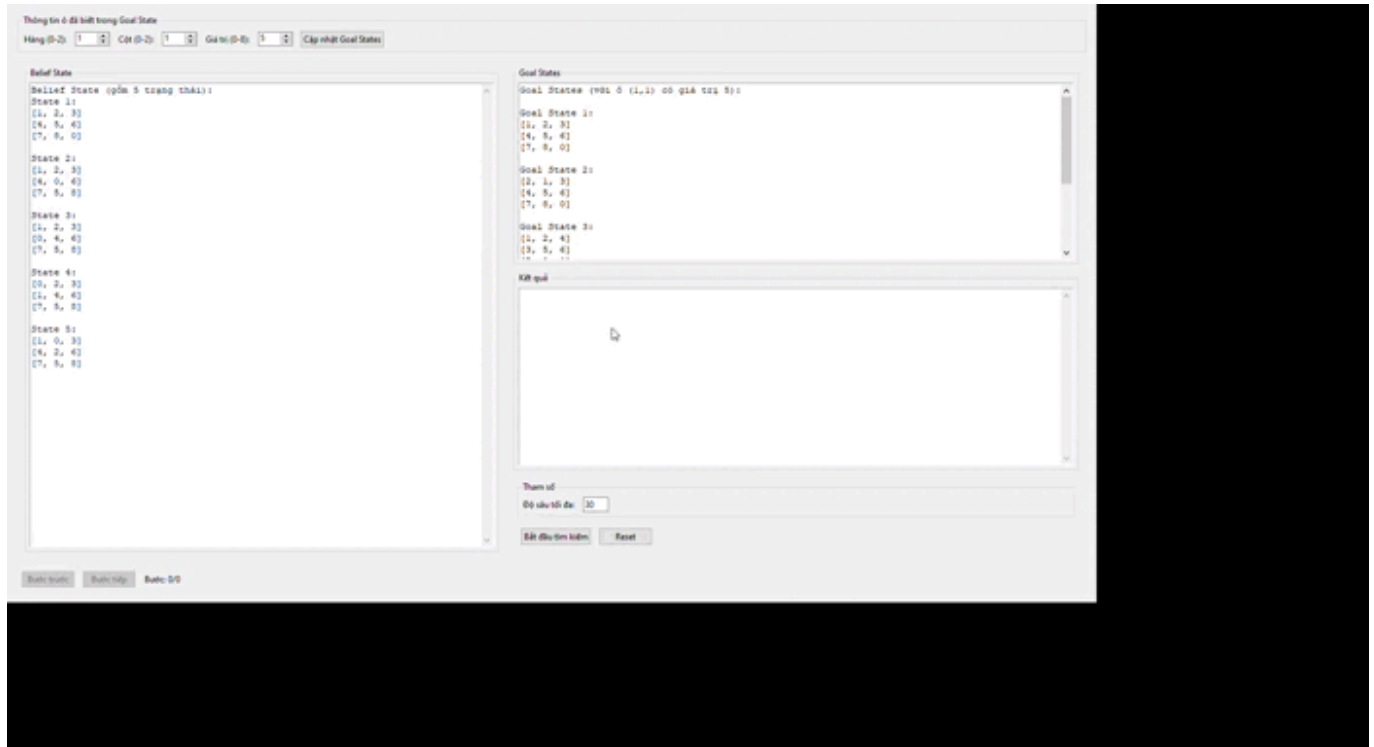 Thông tin ô đã biết trong Goal State
Hàng (0-2): 1 Cột (0-2): 1 Giá trị (0-8): 5 Cập nhật Goal States
Belief State
Belief State (gồm 5 trạng thái):
State 1:
[1, 2, 3]
[4, 5, 6]
[7, 8, 0]
State 2:
[1, 2, 3]
[4, 0, 6]
[7, 5, 8]
State 3:
[1, 2, 3]
[0, 4, 6]
[7, 5, 8]
State 4:
[0, 2, 3]
[1, 4, 6]
[7, 5, 8]
State 5:
[1, 0, 3]
[4, 2, 6]
[7, 5, 8]
Goal States
Goal States (với ô (1,1) có giá trị 5):
Goal State 1:
[1, 2, 3]
[4, 5, 6]
[7, 8, 0]
Goal State 2:
[2, 1, 3]
[4, 5, 6]
[7, 8, 0]
Goal State 3:
[1, 2, 4]
[3, 5, 6]
Kết quả
Tham số
Độ sâu tối đa: 30
Bắt đầu tìm kiếm Reset
Bước trước Bước tiếp Bước: 0/0